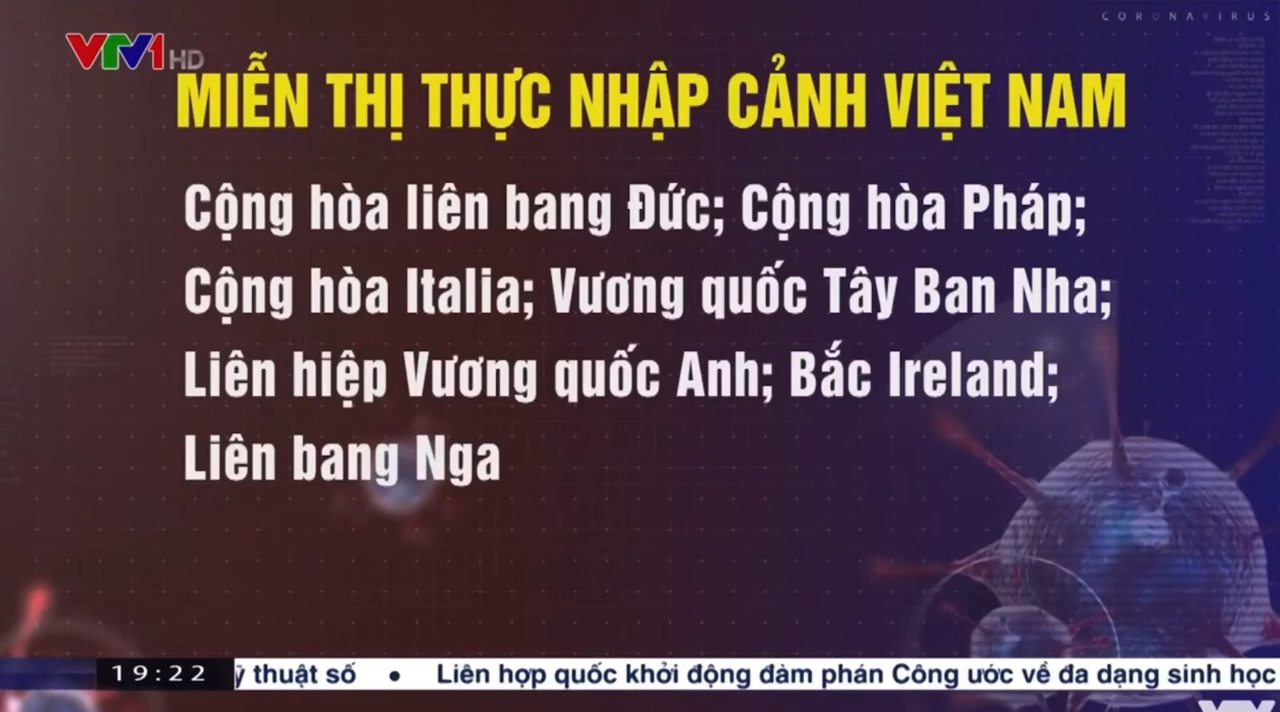 CORONAVIRUS
VTV1 HD
MIỄN THỊ THỰC NHẬP CẢNH VIỆT NAM
Cộng hòa liên bang Đức; Cộng hòa Pháp;
Cộng hòa Italia; Vương quốc Tây Ban Nha;
Liên hiệp Vương quốc Anh; Bắc Ireland;
Liên bang Nga
19:22 ỹ thuật số • Liên hợp quốc khởi động đàm phán Công ước về đa dạng sinh học
VTV